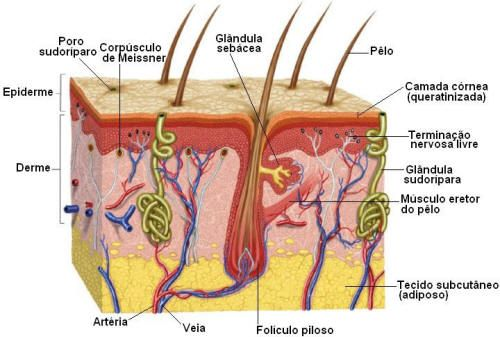 Poro
sudoríparo
Corpúsculo
de Meissner
Glândula
sebácea
Pêlo
Epiderme
Camada córnea
(queratinizada)
Derme
Terminação
nervosa livre
Glândula
sudorípara
Músculo eretor
do pêlo
Tecido subcutâneo
(adiposo)
Artéria
Veia
Folículo piloso